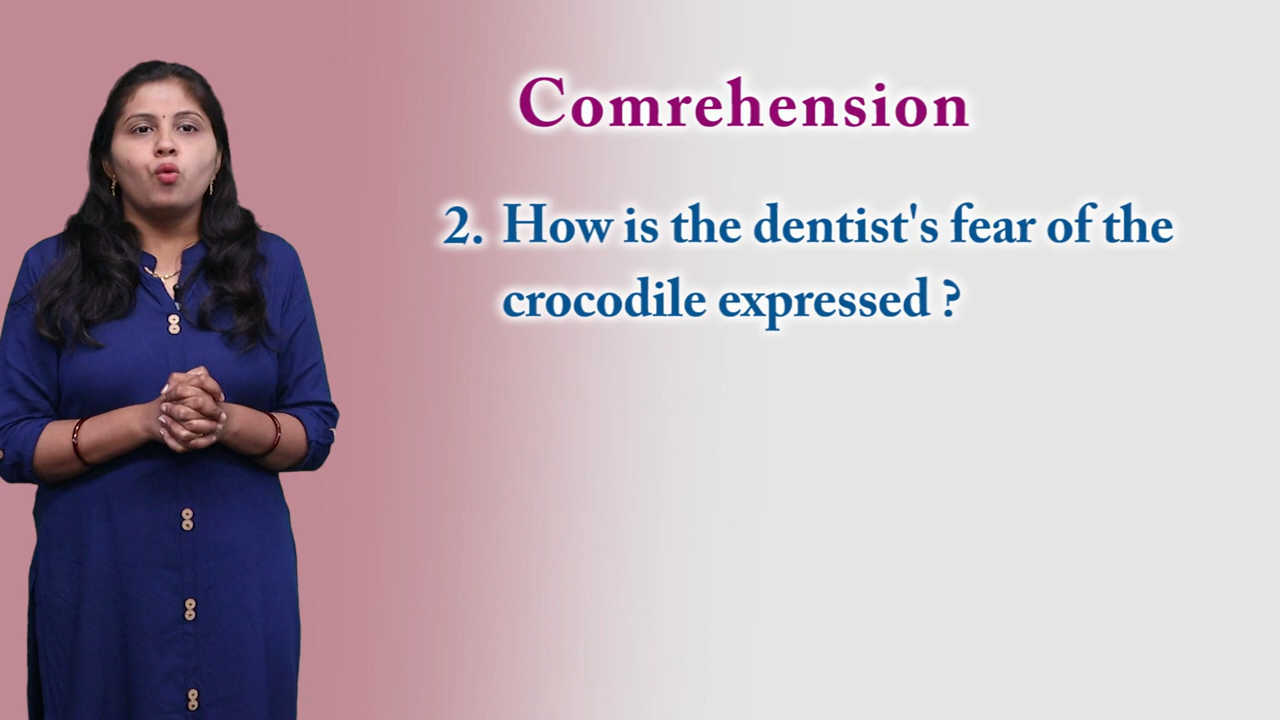 Comrehension
2. How is the dentist's fear of the
crocodile expressed ?